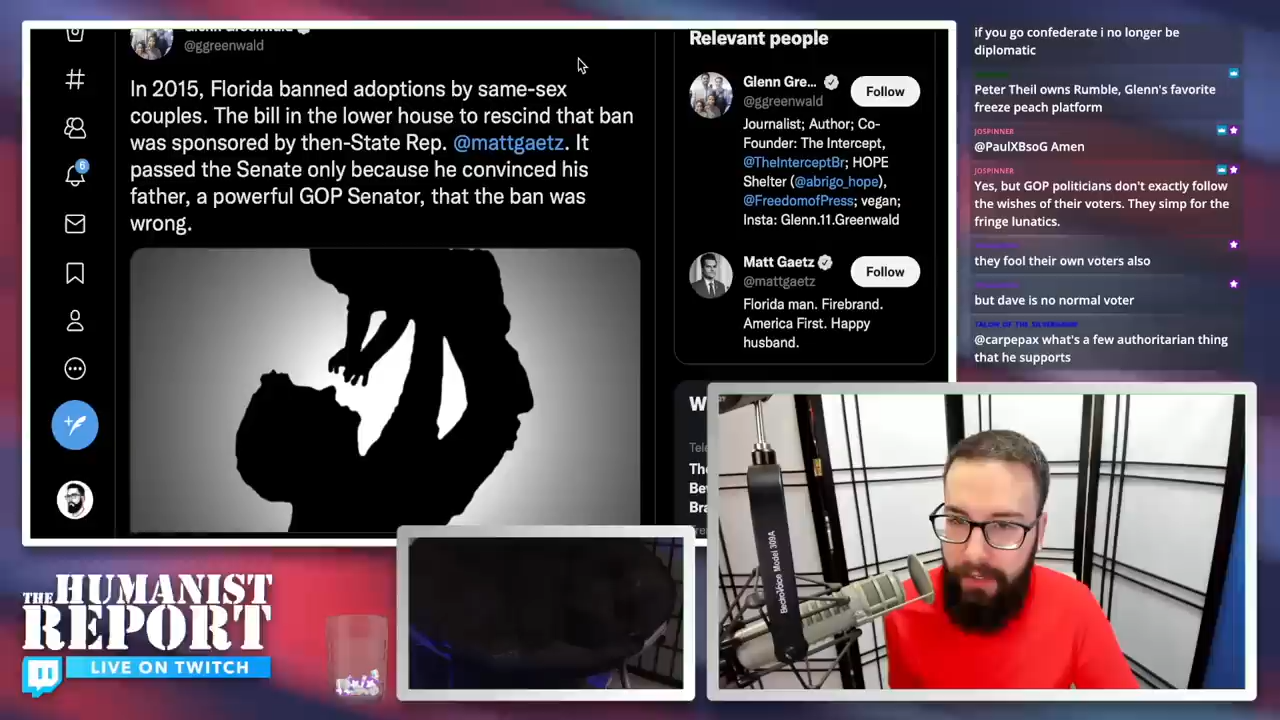 @ggreenwald
In 2015, Florida banned adoptions by same-sex
couples. The bill in the lower house to rescind that ban
was sponsored by then-State Rep. @mattgaetz. It
passed the Senate only because he convinced his
father, a powerful GOP Senator, that the ban was
wrong.
6
Relevant people
Glenn Gre...
@ggreenwald
Follow
Journalist; Author; Co-
Founder: The Intercept,
@TheInterceptBr; HOPE
Shelter (@abrigo_hope),
@FreedomofPress; vegan;
Insta: Glenn.11.Greenwald
Matt Gaetz
@mattgaetz
Follow
Florida man. Firebrand.
America First. Happy
husband.
if you go confederate i no longer be
diplomatic
Peter Theil owns Rumble, Glenn's favorite
freeze peach platform
JOSPINNER
@PaulXBsoG Amen
JOSPINNER
Yes, but GOP politicians don't exactly follow
the wishes of their voters. They simp for the
fringe lunatics.
they fool their own voters also
but dave is no normal voter
TALOW OF THE SILVERHAND
@carpepax what's a few authoritarian thing
that he supports
THE HUMANIST
REPORT
LIVE ON TWITCH